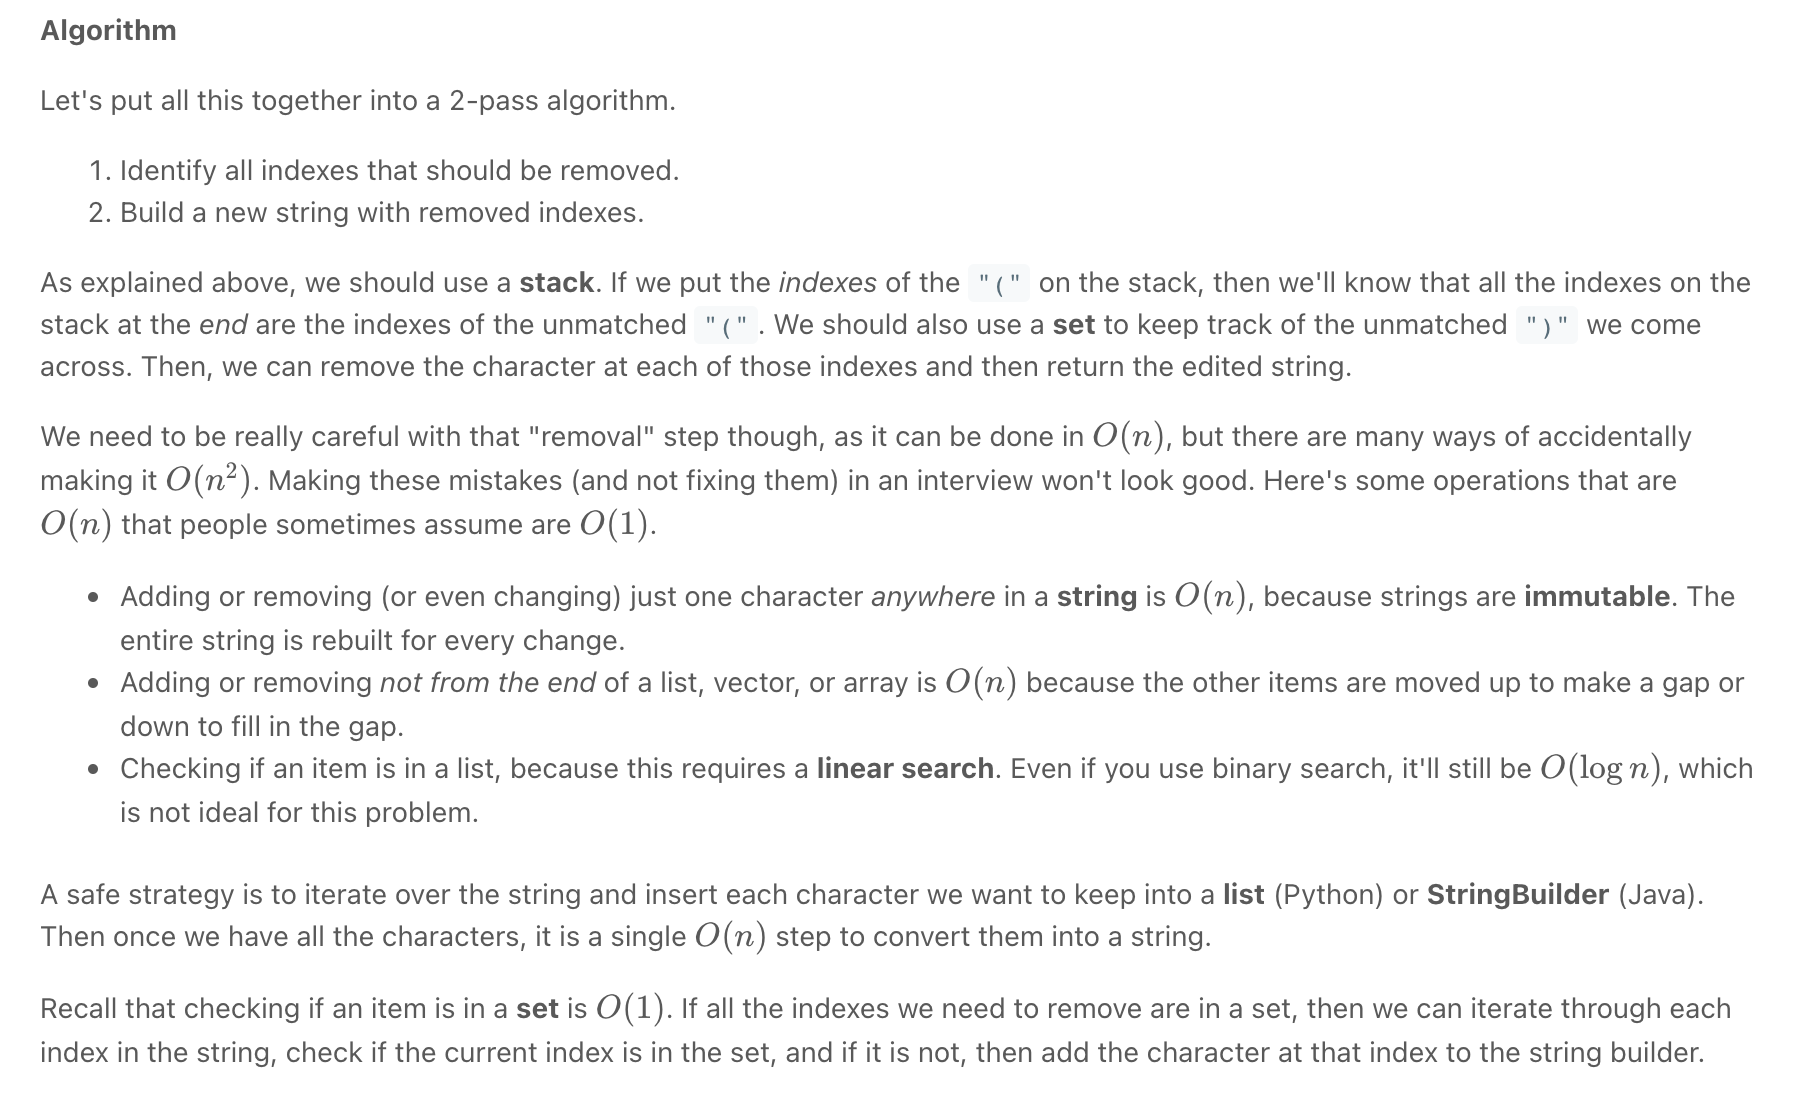 Algorithm
Let's put all this together into a 2-pass algorithm.
1. Identify all indexes that should be removed.
2. Build a new string with removed indexes.
As explained above, we should use a stack. If we put the indexes of the "(" on the stack, then we'll know that all the indexes on the
stack at the end are the indexes of the unmatched "(". We should also use a set to keep track of the unmatched ")" we come
across. Then, we can remove the character at each of those indexes and then return the edited string.
We need to be really careful with that "removal" step though, as it can be done in O(n), but there are many ways of accidentally
making it O(n²). Making these mistakes (and not fixing them) in an interview won't look good. Here's some operations that are
O(n) that people sometimes assume are O(1).
• Adding or removing (or even changing) just one character anywhere in a string is O(n), because strings are immutable. The
entire string is rebuilt for every change.
• Adding or removing not from the end of a list, vector, or array is O(n) because the other items are moved up to make a gap or
down to fill in the gap.
• Checking if an item is in a list, because this requires a linear search. Even if you use binary search, it'll still be O(log n), which
is not ideal for this problem.
A safe strategy is to iterate over the string and insert each character we want to keep into a list (Python) or StringBuilder (Java).
Then once we have all the characters, it is a single O(n) step to convert them into a string.
Recall that checking if an item is in a set is O(1). If all the indexes we need to remove are in a set, then we can iterate through each
index in the string, check if the current index is in the set, and if it is not, then add the character at that index to the string builder.